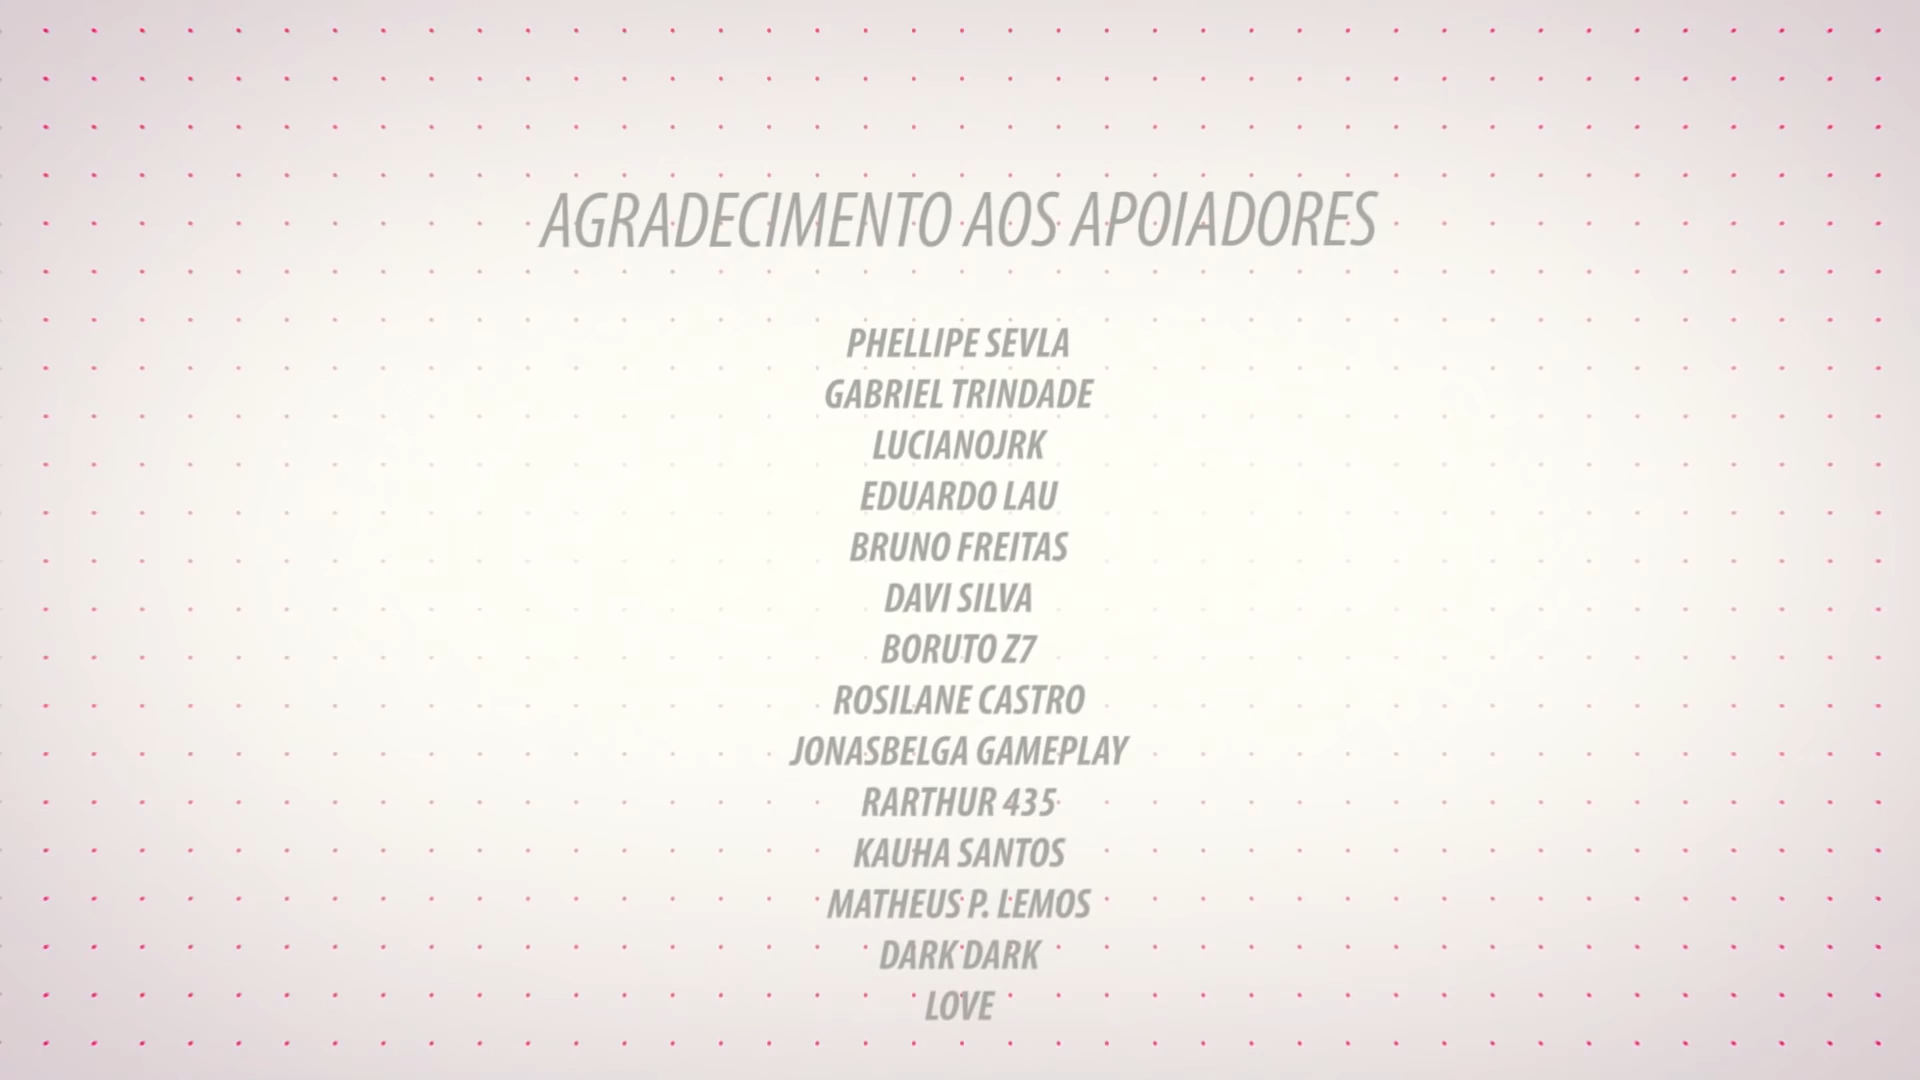 AGRADECIMENTO AOS APOIADORES
PHELLIPE SEVLA
GABRIEL TRINDADE
LUCIANOJRK
EDUARDO LAU
BRUNO FREITAS
DAVI SILVA
BORUTO Z7
ROSILANE CASTRO
JONASBELGA GAMEPLAY
RARTHUR 435
KAUHA SANTOS
MATHEUS P. LEMOS
DARK DARK
LOVE